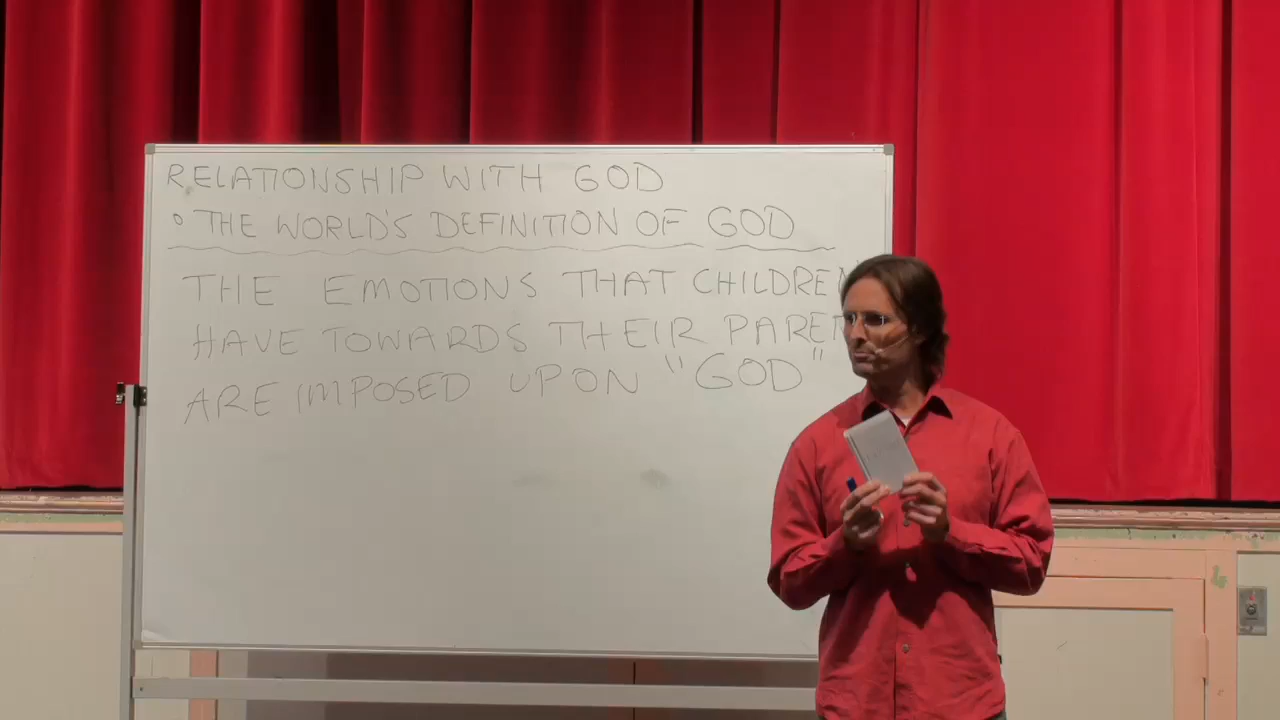 RELATIONSHIP WITH GOD
° THE WORLD'S DEFINITION OF GOD
THE EMOTIONS THAT CHILDREN
HAVE TOWARDS THEIR PAREN
ARE IMPOSED UPON "GOD"